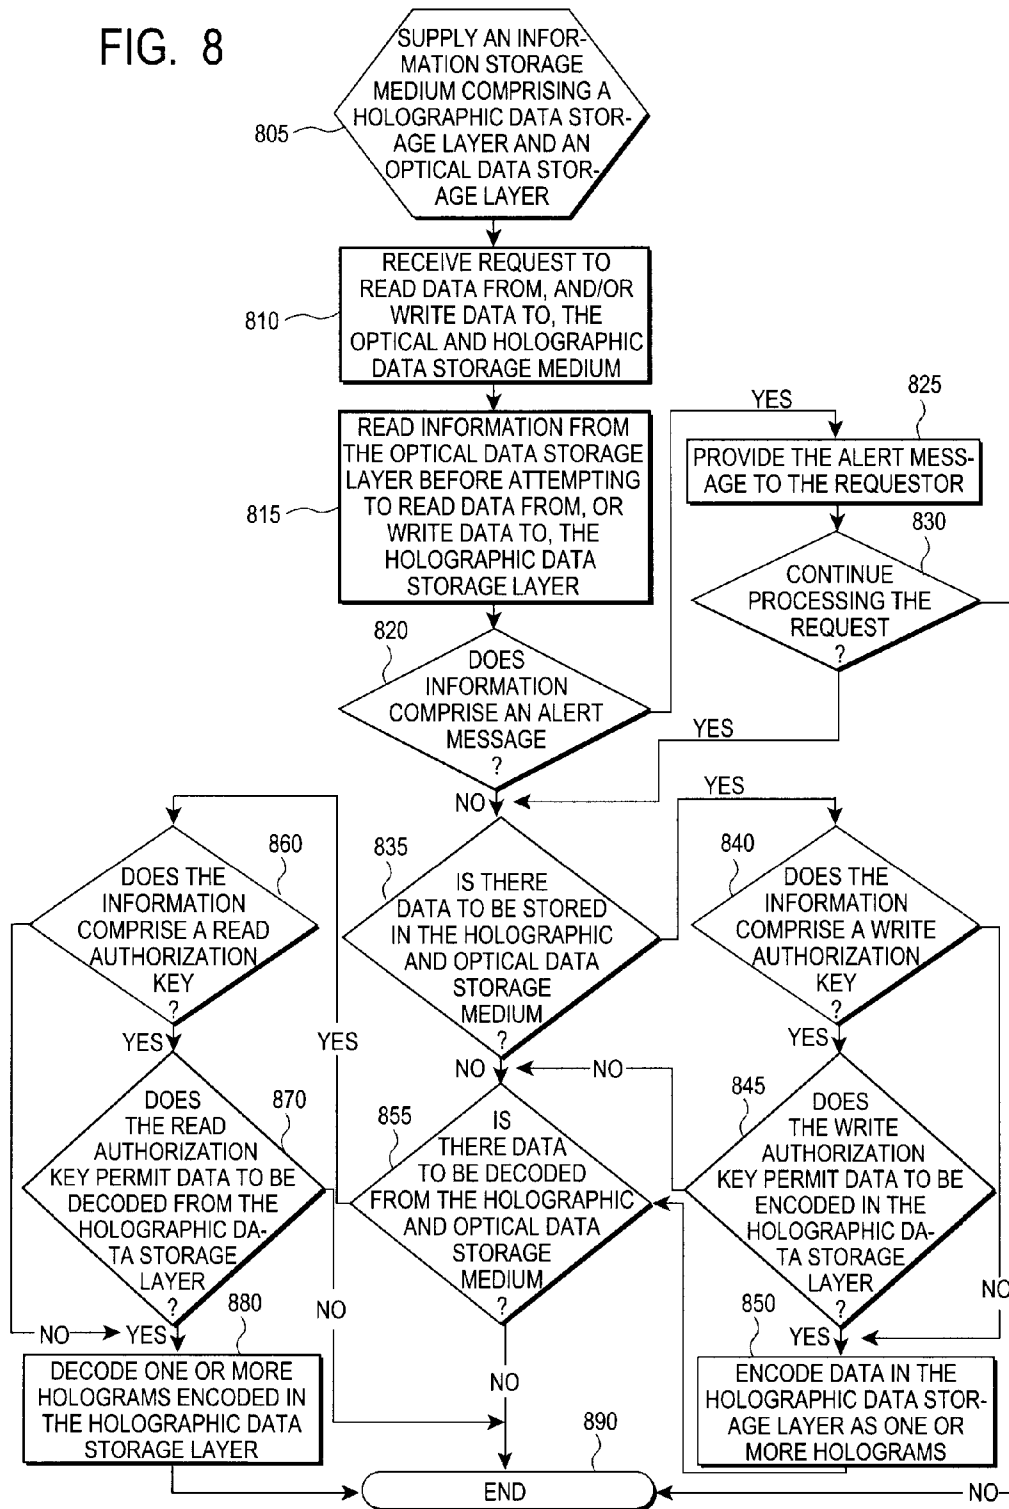 FIG. 8
SUPPLY AN INFOR-
MATION STORAGE
MEDIUM COMPRISING A
HOLOGRAPHIC DATA STOR-
AGE LAYER AND AN
OPTICAL DATA STOR-
AGE LAYER
805
RECEIVE REQUEST TO
READ DATA FROM, AND/OR
WRITE DATA TO, THE
OPTICAL AND HOLOGRAPHIC
DATA STORAGE MEDIUM
810
READ INFORMATION FROM
THE OPTICAL DATA STORAGE
LAYER BEFORE ATTEMPTING
TO READ DATA FROM, OR
WRITE DATA TO, THE
HOLOGRAPHIC DATA
STORAGE LAYER
815
820
DOES
INFORMATION
COMPRISE AN ALERT
MESSAGE
?
YES
825
PROVIDE THE ALERT MES-
SAGE TO THE REQUESTOR
830
CONTINUE
PROCESSING THE
REQUEST
?
YES
NO
835
IS THERE
DATA TO BE STORED
IN THE HOLOGRAPHIC
AND OPTICAL DATA
STORAGE
MEDIUM
?
YES
840
DOES THE
INFORMATION
COMPRISE A WRITE
AUTHORIZATION
KEY
?
YES
NO
845
DOES
THE WRITE
AUTHORIZATION
KEY PERMIT DATA TO BE
ENCODED IN THE
HOLOGRAPHIC DA-
TA STORAGE
LAYER
?
NO
YES
850
ENCODE DATA IN THE
HOLOGRAPHIC DATA STOR-
AGE LAYER AS ONE OR
MORE HOLOGRAMS
NO
855
IS
THERE DATA
TO BE DECODED
FROM THE HOLOGRAPHIC
AND OPTICAL DATA
STORAGE
MEDIUM
?
YES
NO
860
DOES THE
INFORMATION
COMPRISE A READ
AUTHORIZATION
KEY
?
YES
NO
870
DOES
THE READ
AUTHORIZATION
KEY PERMIT DATA TO BE
DECODED FROM THE
HOLOGRAPHIC DA-
TA STORAGE
LAYER
?
NO
YES
880
DECODE ONE OR MORE
HOLOGRAMS ENCODED IN
THE HOLOGRAPHIC DATA
STORAGE LAYER
890
END
NO